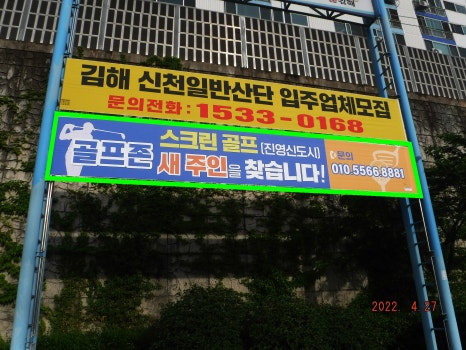 김해 신천일반산단 입주업체모집
문의전화 : 1533-0168
골프존
스크린 골프 (진영신도시)
새 주인을 찾습니다!
문의
010.5566.8881
2022. 4.27